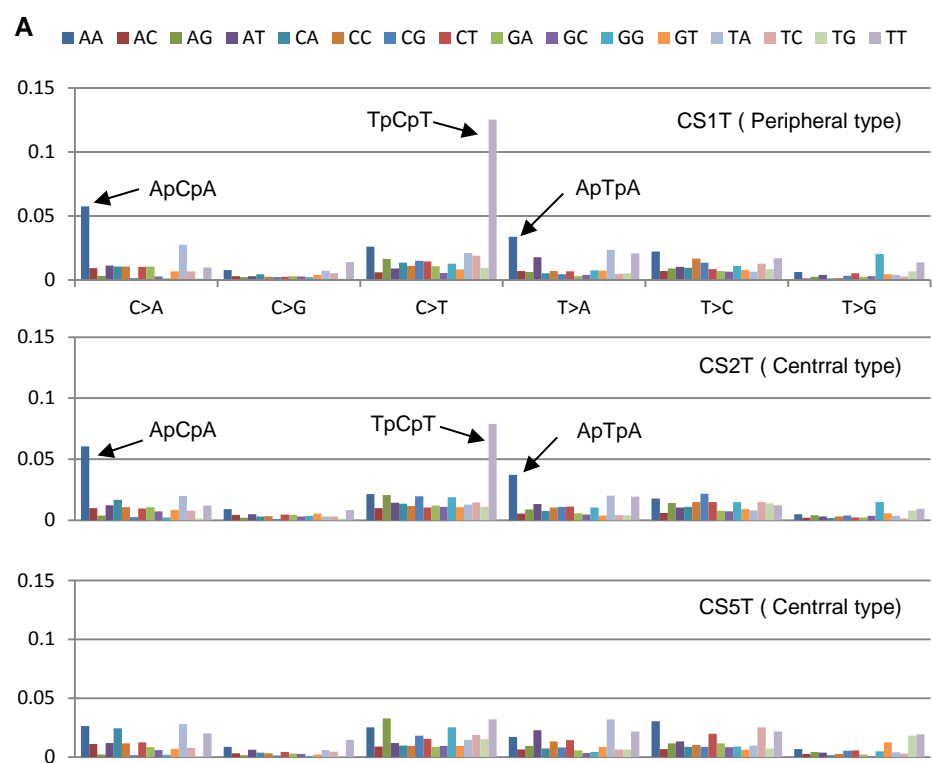 A
AA AC AG AT CA CC CG CT GA GC GG GT TA TC TG TT
0.15
CS1T ( Peripheral type)
TpCpT
0.1
ApCpA
ApTpA
0.05
0
C>A C>G C>T T>A T>C T>G
0.15
CS2T ( Centrral type)
0.1
ApCpA
TpCpT
ApTpA
0.05
0
0.15
CS5T ( Centrral type)
0.1
0.05
0